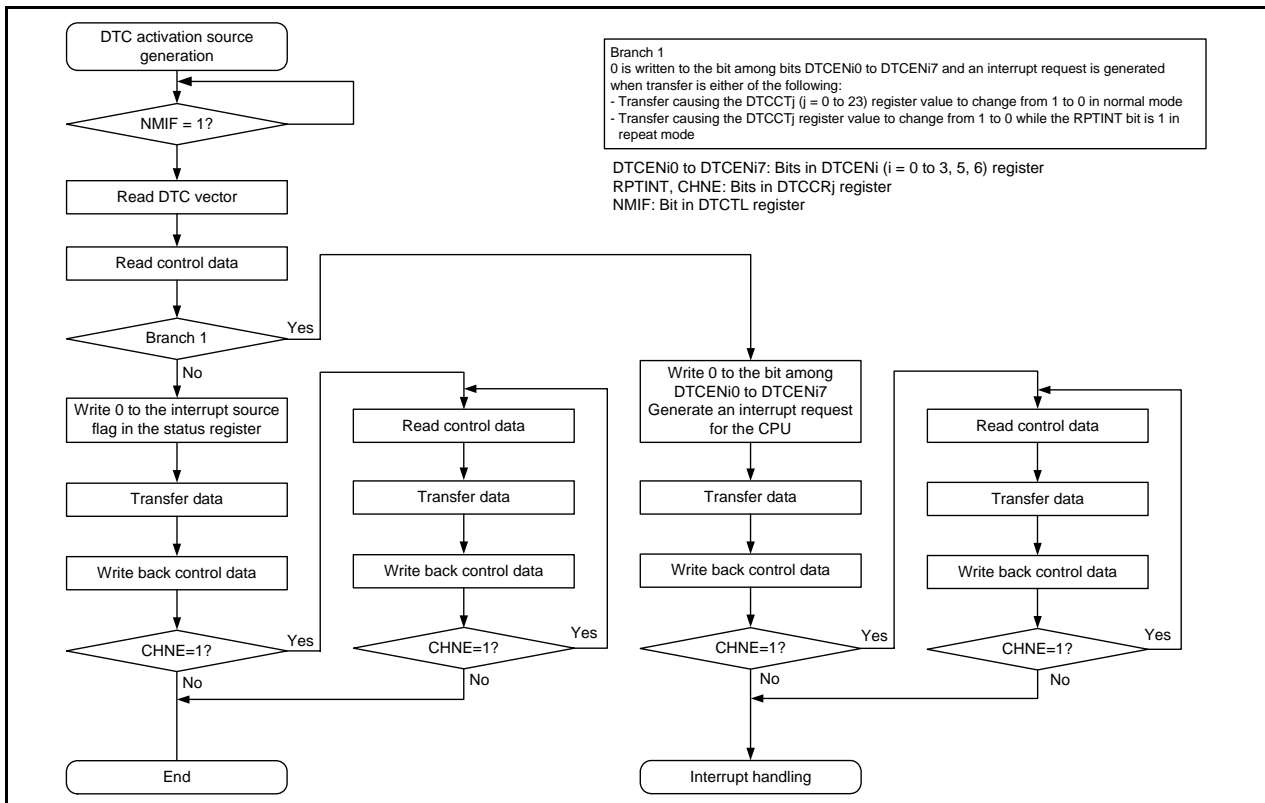 DTC activation source
generation
NMIF = 1?
Read DTC vector
Read control data
Branch 1
Yes
No
Write 0 to the interrupt source
flag in the status register
Transfer data
Write back control data
CHNE=1?
Yes
No
Read control data
Transfer data
Write back control data
CHNE=1?
Yes
No
End
Branch 1
0 is written to the bit among bits DTCENi0 to DTCENi7 and an interrupt request is generated
when transfer is either of the following:
- Transfer causing the DTCCTj (j = 0 to 23) register value to change from 1 to 0 in normal mode
- Transfer causing the DTCCTj register value to change from 1 to 0 while the RPTINT bit is 1 in
repeat mode
DTCENi0 to DTCENi7: Bits in DTCENi (i = 0 to 3, 5, 6) register
RPTINT, CHNE: Bits in DTCCRj register
NMIF: Bit in DTCTL register
Write 0 to the bit among
DTCENi0 to DTCENi7
Generate an interrupt request
for the CPU
Transfer data
Write back control data
CHNE=1?
Yes
No
Read control data
Transfer data
Write back control data
CHNE=1?
Yes
No
Interrupt handling